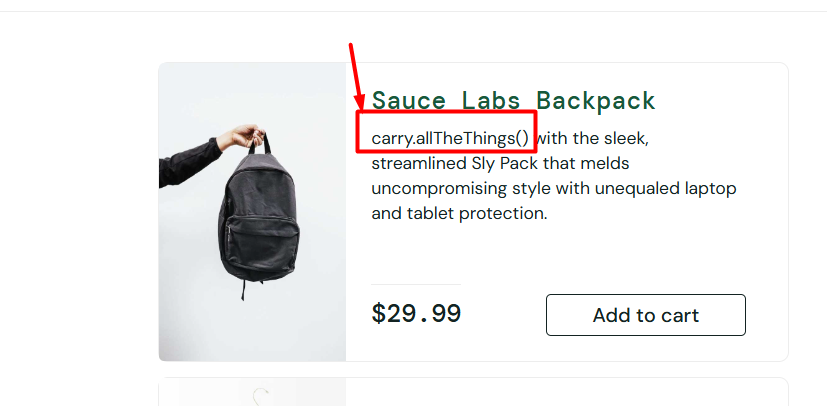 Sauce Labs Backpack
carry.allTheThings() with the sleek,
streamlined Sly Pack that melds
uncompromising style with unequaled laptop
and tablet protection.
$29.99
Add to cart